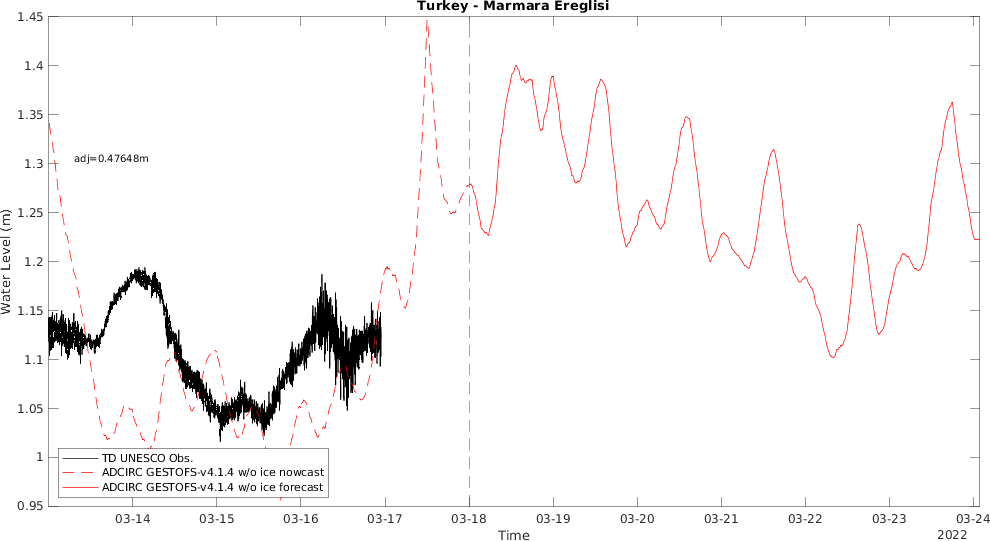 Turkey - Marmara Ereglisi
1.45
1.4
1.35
1.3
1.25
1.2
1.15
1.1
1.05
1
0.95
Water Level (m)
adj=0.47648m
TD UNESCO Obs.
ADCIRC GESTOFS-v4.1.4 w/o ice nowcast
ADCIRC GESTOFS-v4.1.4 w/o ice forecast
03-14 03-15 03-16 03-17 03-18 03-19 03-20 03-21 03-22 03-23 03-24
Time
2022